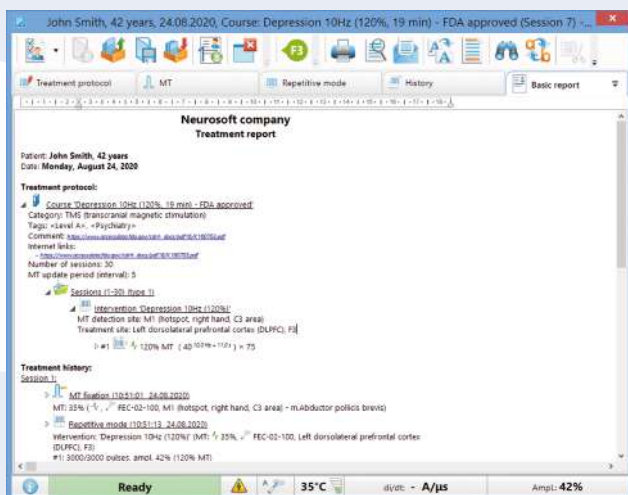 John Smith, 42 years, 24.08.2020, Course: Depression 10Hz (120%, 19 min) - FDA approved (Session 7) -...
F3
Treatment protocol
MT
Repetitive mode
History
Basic report
Neurosoft company
Treatment report
Patient: John Smith, 42 years
Date: Monday, August 24, 2020
Treatment protocol:
Course 'Depression 10Hz (120%, 19 min) - FDA approved'
Category: TMS (transcranial magnetic stimulation)
Tags: <Level A>, <Psychiatry>
Comment:
Internet links:
Number of sessions: 30
MT update period (interval): 5
Sessions (1-30) (type 1)
Intervention 'Depression 10Hz (120%)'
MT detection site: M1 (hotspot, right hand, C3 area)
Treatment site: Left dorsolateral prefrontal cortex (DLPFC), F3
#1 120% MT ( 40 ) × 75
Treatment history:
Session 1:
MT fixation (10:51:01 24.08.2020)
MT: 35% ( , FEC-02-100, M1 (hotspot, right hand, C3 area) - m.Abductor pollicis brevis)
Repetitive mode (10:51:13 24.08.2020)
Intervention: 'Depression 10Hz (120%)' (MT: 35%, FEC-02-100, Left dorsolateral prefrontal cortex
(DLPFC), F3)
#1: 3000/3000 pulses, ampl. 42% (120% MT)
Ready
35°C
di/dt: - A/µs
Ampl.: 42%